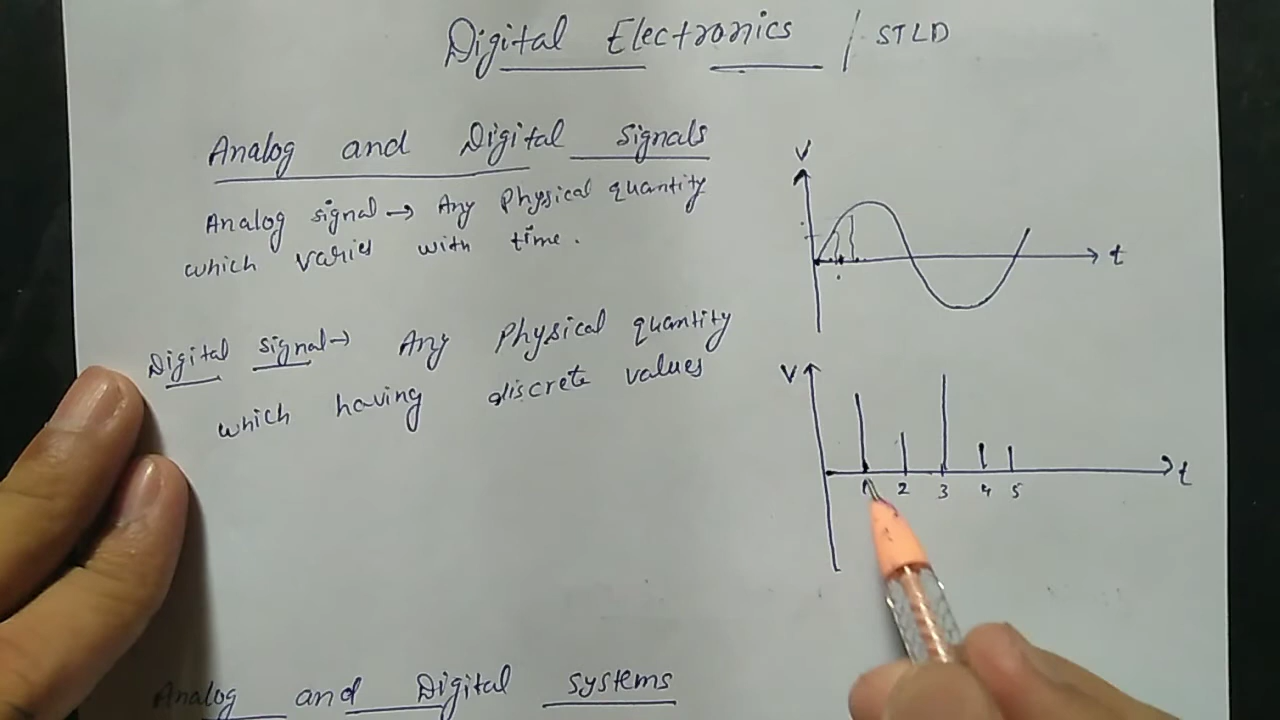 Digital Electronics / STLD
Analog and Digital Signals
Analog signal → Any Physical quantity
which varies with time.
V
t
Digital signal → Any Physical quantity
which having discrete values
V
t
1 2 3 4 5
Analog and Digital systems